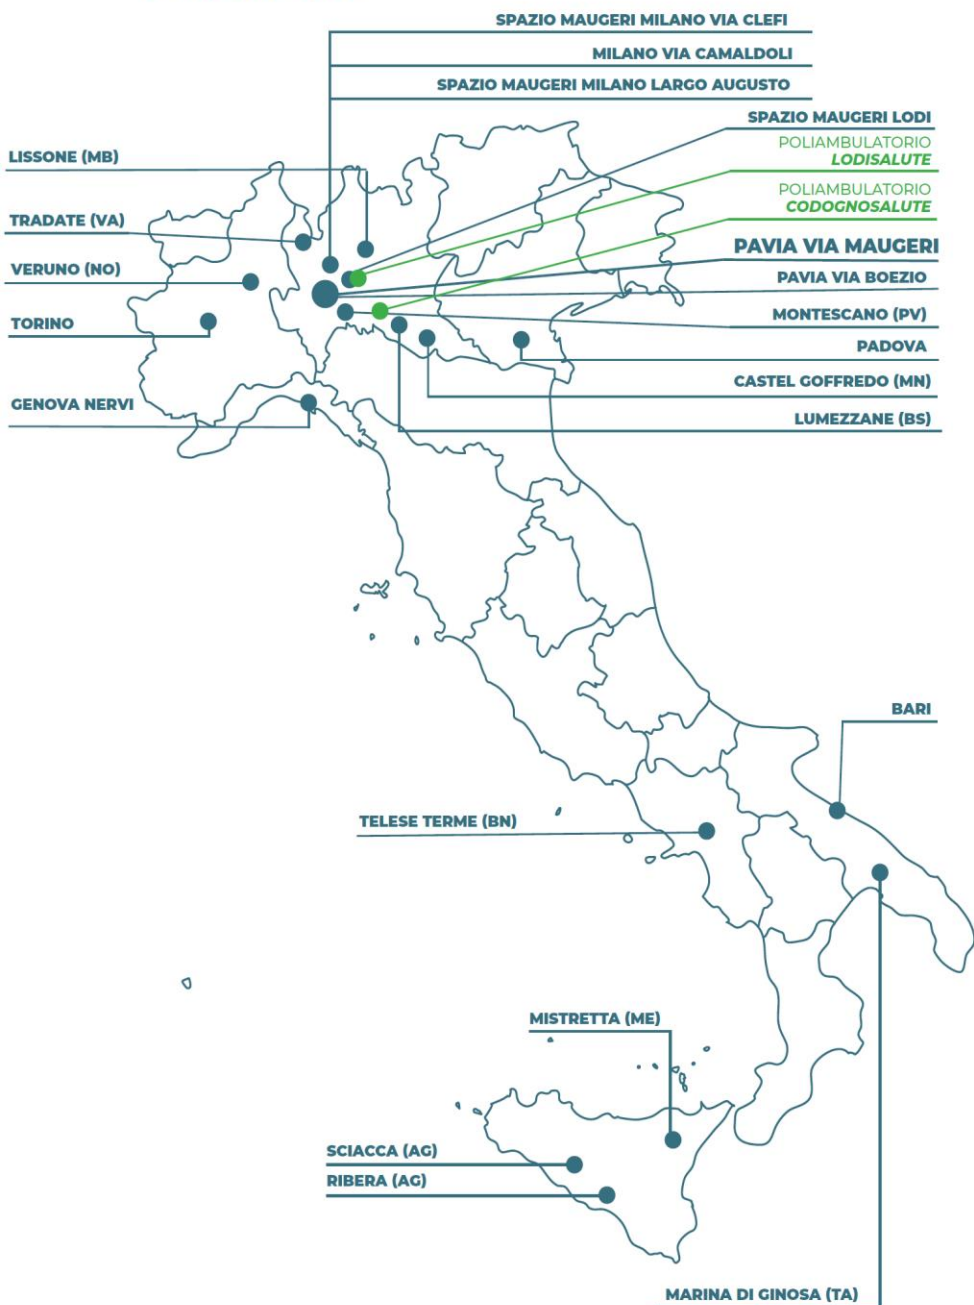 SPAZIO MAUGERI MILANO VIA CLEFI
MILANO VIA CAMALDOLI
SPAZIO MAUGERI MILANO LARGO AUGUSTO
SPAZIO MAUGERI LODI
POLIAMBULATORIO
LODISALUTE
POLIAMBULATORIO
CODOGNOSALUTE
PAVIA VIA MAUGERI
PAVIA VIA BOEZIO
MONTESCANO (PV)
PADOVA
CASTEL GOFFREDO (MN)
LUMEZZANE (BS)
LISSONE (MB)
TRADATE (VA)
VERUNO (NO)
TORINO
GENOVA NERVI
BARI
TELESE TERME (BN)
MISTRETTA (ME)
SCIACCA (AG)
RIBERA (AG)
MARINA DI GINOSA (TA)